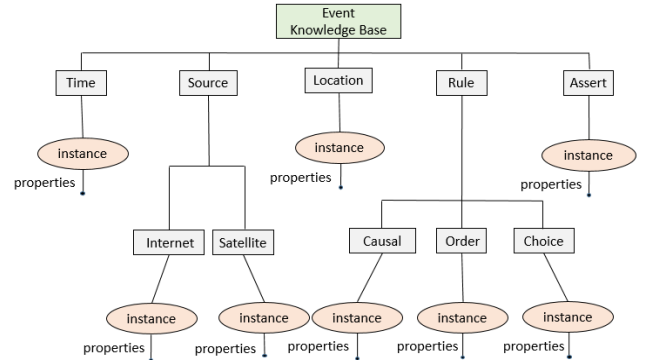 Event
Knowledge Base
Time
Source
Location
Rule
Assert
instance
instance
instance
properties
properties
properties
Internet
Satellite
Causal
Order
Choice
instance
instance
instance
instance
instance
properties
properties
properties
properties
properties